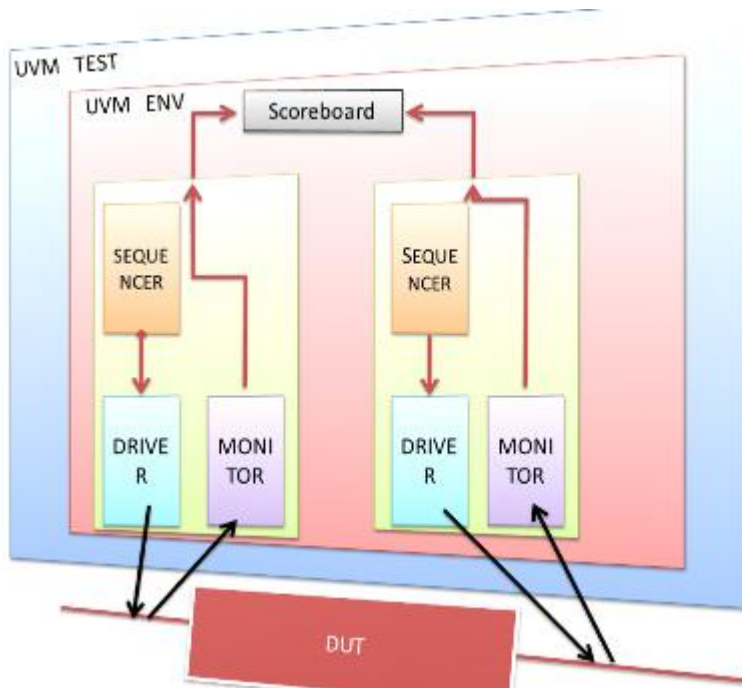 UVM TEST
UVM ENV
Scoreboard
SEQUE
NCER
SEQUE
NCER
DRIVE
R
MONI
TOR
DRIVE
R
MONI
TOR
DUT